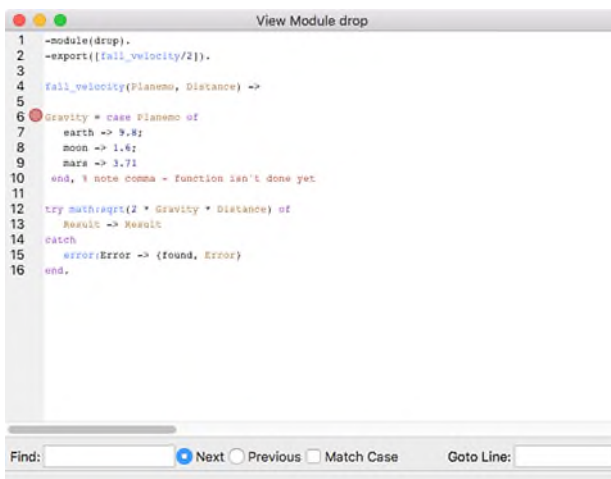 View Module drop
1 -module(drop).
2 -export([fall_velocity/2]).
3
4 fall_velocity(Planemo, Distance) ->
5
6 Gravity = case Planemo of
7 earth -> 9.8;
8 moon -> 1.6;
9 mars -> 3.71
10 end, % note comma - function isn't done yet
11
12 try math:sqrt(2 * Gravity * Distance) of
13 Result -> Result
14 catch
15 error:Error -> {found, Error}
16 end.
Find: Next Previous Match Case Goto Line: